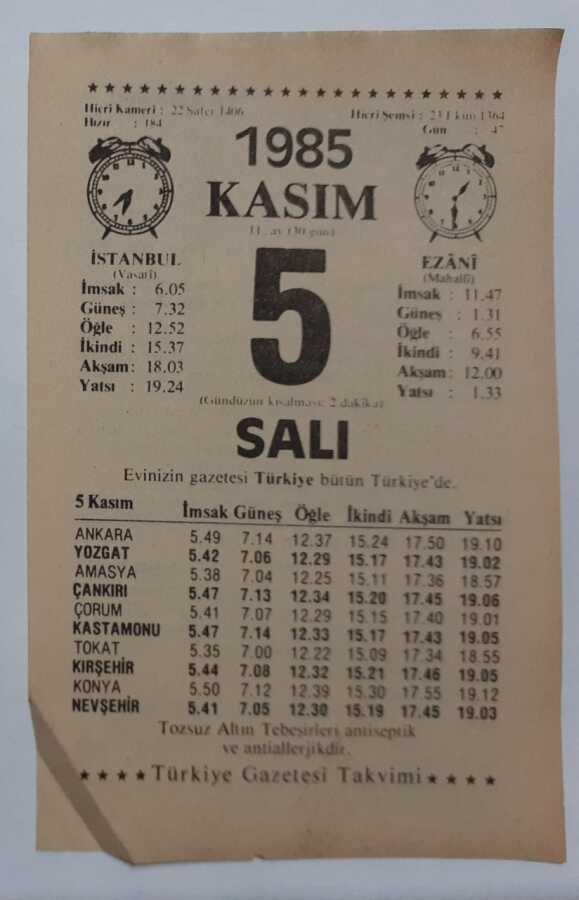 ★ ★ ★ ★ ★ ★ ★ ★ ★ ★ ★ ★ ★ ★ ★ ★ ★ ★ ★ ★ ★ ★ ★ ★ ★ ★
Hicri Kameri : 22 Safer 1406
Hicri Şemsi : 23 Ekim 1364
Hızır : 184
Gün : 47
1985
KASIM
11. ay (30 gün)
5
İSTANBUL
(Vasati)
İmsak : 6.05
Güneş : 7.32
Öğle : 12.52
İkindi : 15.37
Akşam: 18.03
Yatsı : 19.24
EZÂNÎ
(Mahallî)
İmsak : 11.47
Güneş : 1.31
Öğle : 6.55
İkindi : 9.41
Akşam: 12.00
Yatsı : 1.33
(Gündüzün kısalması: 2 dakika)
SALI
Evinizin gazetesi Türkiye bütün Türkiye'de.
5 Kasım İmsak Güneş Öğle İkindi Akşam Yatsı
ANKARA 5.49 7.14 12.37 15.24 17.50 19.10
YOZGAT 5.42 7.06 12.29 15.17 17.43 19.02
AMASYA 5.38 7.04 12.25 15.11 17.36 18.57
ÇANKIRI 5.47 7.13 12.34 15.20 17.45 19.06
ÇORUM 5.41 7.07 12.29 15.15 17.40 19.01
KASTAMONU 5.47 7.14 12.33 15.17 17.43 19.05
TOKAT 5.35 7.00 12.22 15.09 17.34 18.55
KIRŞEHİR 5.44 7.08 12.32 15.21 17.46 19.05
KONYA 5.50 7.12 12.39 15.30 17.55 19.12
NEVŞEHİR 5.41 7.05 12.30 15.19 17.45 19.03
Tozsuz Altın Tebeşirleri antiseptik
ve antiallerjikdir.
★ ★ ★ ★ Türkiye Gazetesi Takvimi ★ ★ ★ ★